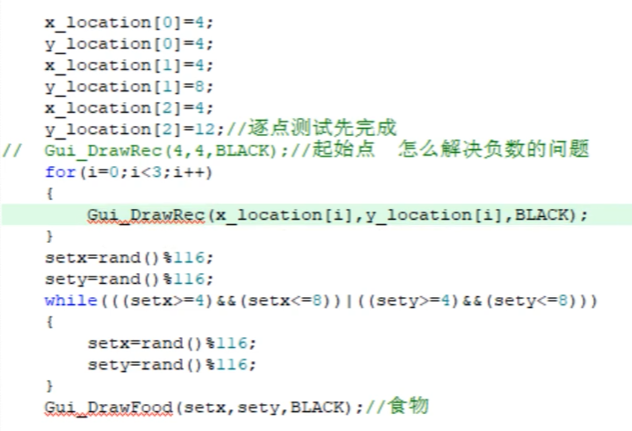 x_location[0]=4;
y_location[0]=4;
x_location[1]=4;
y_location[1]=8;
x_location[2]=4;
y_location[2]=12;//逐点测试先完成
// Gui_DrawRec(4,4,BLACK);//起始点 怎么解决负数的问题
for(i=0;i<3;i++)
{
Gui_DrawRec(x_location[i],y_location[i],BLACK);
}
setx=rand()%116;
sety=rand()%116;
while(((setx>=4)&&(setx<=8))|((sety>=4)&&(sety<=8)))
{
setx=rand()%116;
sety=rand()%116;
}
Gui_DrawFood(setx,sety,BLACK);//食物